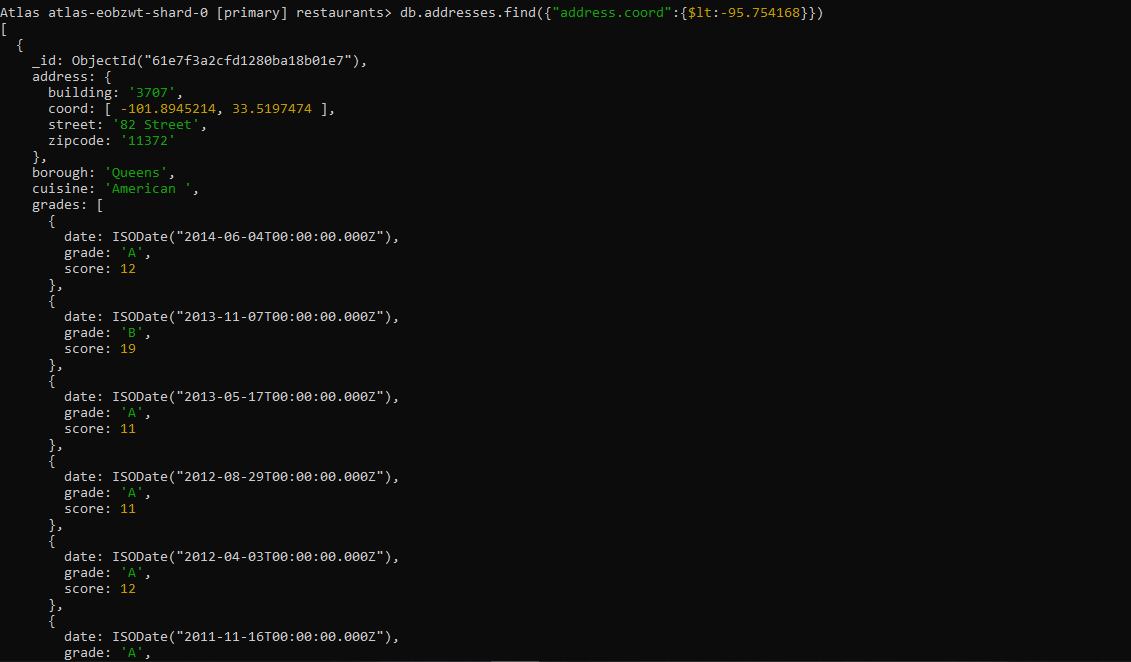 Atlas atlas-eobzwt-shard-0 [primary] restaurants> db.addresses.find({"address.coord":{$lt:-95.754168}})
[
  {
    _id: ObjectId("61e7f3a2cfd1280ba18b01e7"),
    address: {
      building: '3707',
      coord: [ -101.8945214, 33.5197474 ],
      street: '82 Street',
      zipcode: '11372'
    },
    borough: 'Queens',
    cuisine: 'American ',
    grades: [
      {
        date: ISODate("2014-06-04T00:00:00.000Z"),
        grade: 'A',
        score: 12
      },
      {
        date: ISODate("2013-11-07T00:00:00.000Z"),
        grade: 'B',
        score: 19
      },
      {
        date: ISODate("2013-05-17T00:00:00.000Z"),
        grade: 'A',
        score: 11
      },
      {
        date: ISODate("2012-08-29T00:00:00.000Z"),
        grade: 'A',
        score: 11
      },
      {
        date: ISODate("2012-04-03T00:00:00.000Z"),
        grade: 'A',
        score: 12
      },
      {
        date: ISODate("2011-11-16T00:00:00.000Z"),
        grade: 'A',